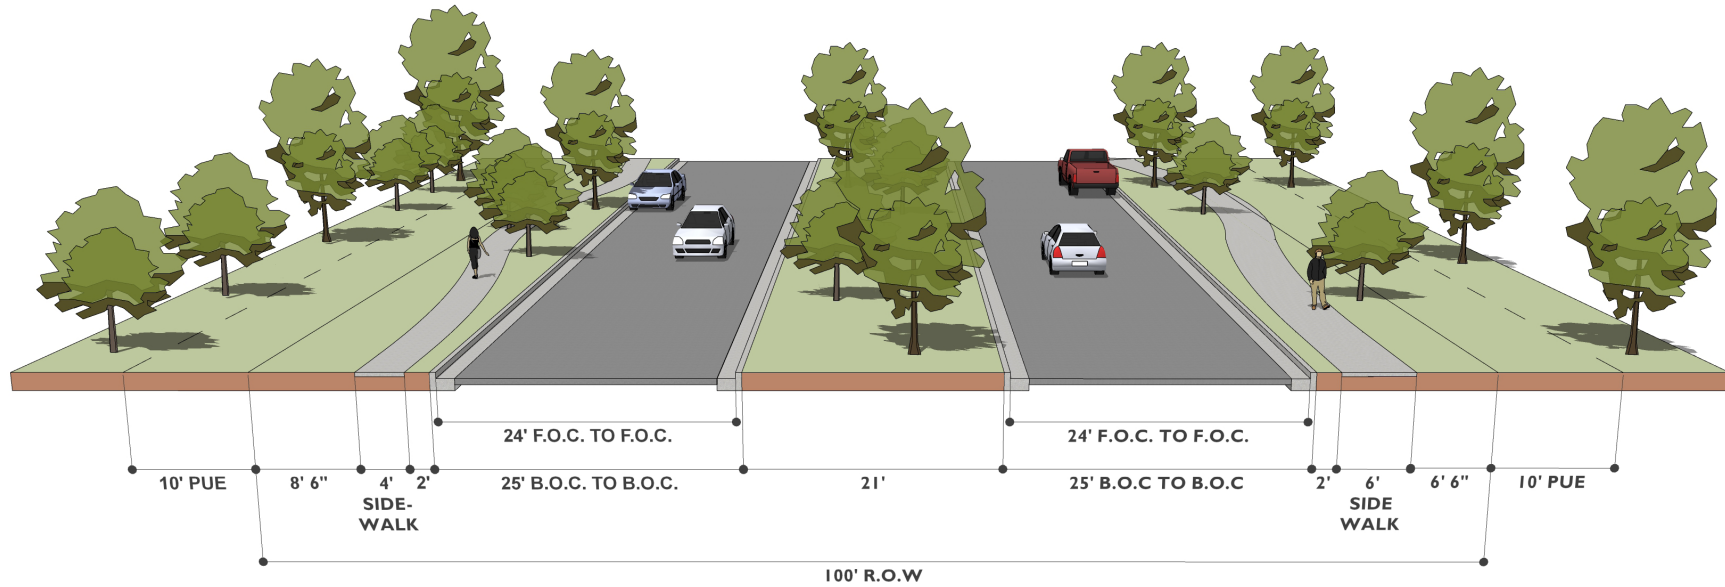 24' F.O.C. TO F.O.C.
24' F.O.C. TO F.O.C.
10' PUE
8' 6"
4'
SIDE-
WALK
2'
25' B.O.C. TO B.O.C.
21'
25' B.O.C TO B.O.C
2'
6'
SIDE
WALK
6' 6"
10' PUE
100' R.O.W